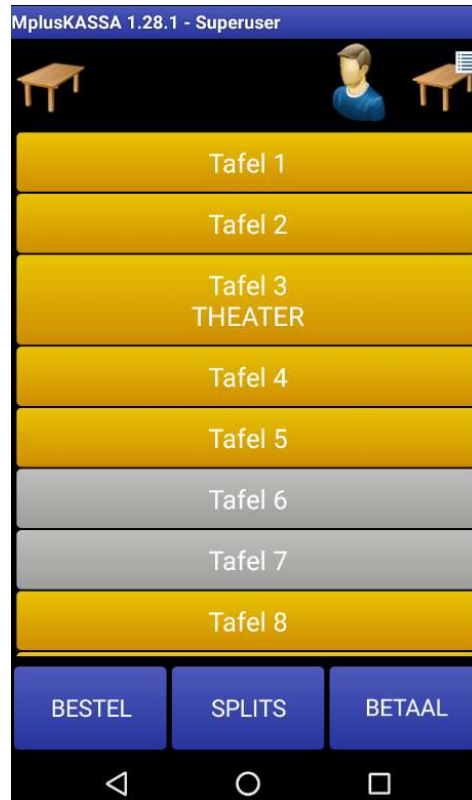 MplusKASSA 1.28.1 - Superuser
Tafel 1
Tafel 2
Tafel 3
THEATER
Tafel 4
Tafel 5
Tafel 6
Tafel 7
Tafel 8
BESTEL SPLITS BETAAL